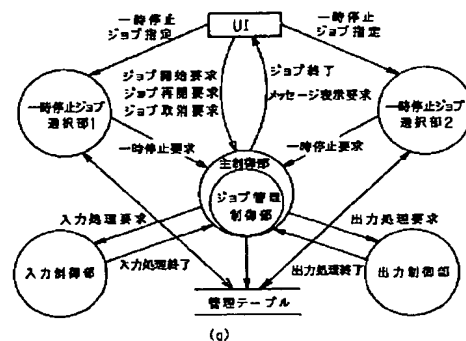 一時停止
ジョブ指定
UI
一時停止
ジョブ指定
ジョブ開始要求
ジョブ再開要求
ジョブ取消要求
ジョブ終了
メッセージ表示要求
一時停止ジョブ
選択部1
一時停止ジョブ
選択部2
一時停止要求
一時停止要求
主制御部
ジョブ管理
制御部
入力処理要求
出力処理要求
入力制御部
入力処理終了
出力処理終了
出力制御部
管理テーブル
(a)